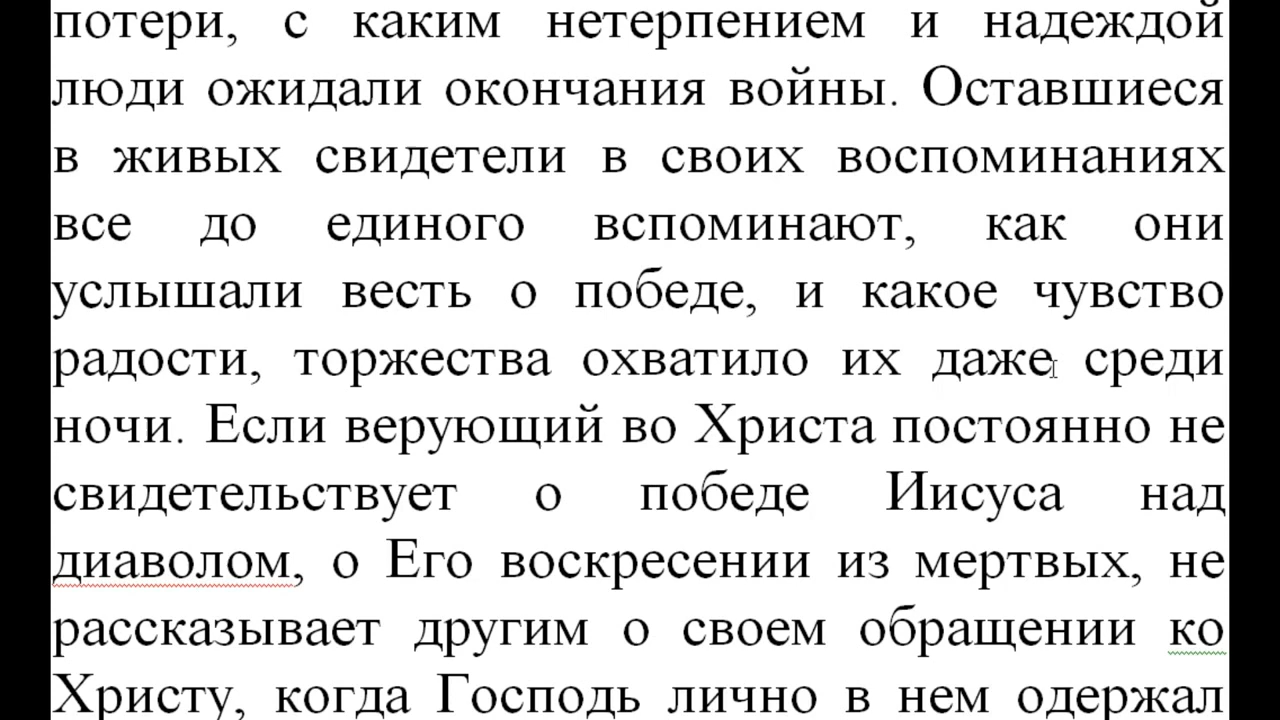 потери, с каким нетерпением и надеждой
люди ожидали окончания войны. Оставшиеся
в живых свидетели в своих воспоминаниях
все до единого вспоминают, как они
услышали весть о победе, и какое чувство
радости, торжества охватило их даже среди
ночи. Если верующий во Христа постоянно не
свидетельствует о победе Иисуса над
диаволом, о Его воскресении из мертвых, не
рассказывает другим о своем обращении ко
Христу, когда Господь лично в нем одержал